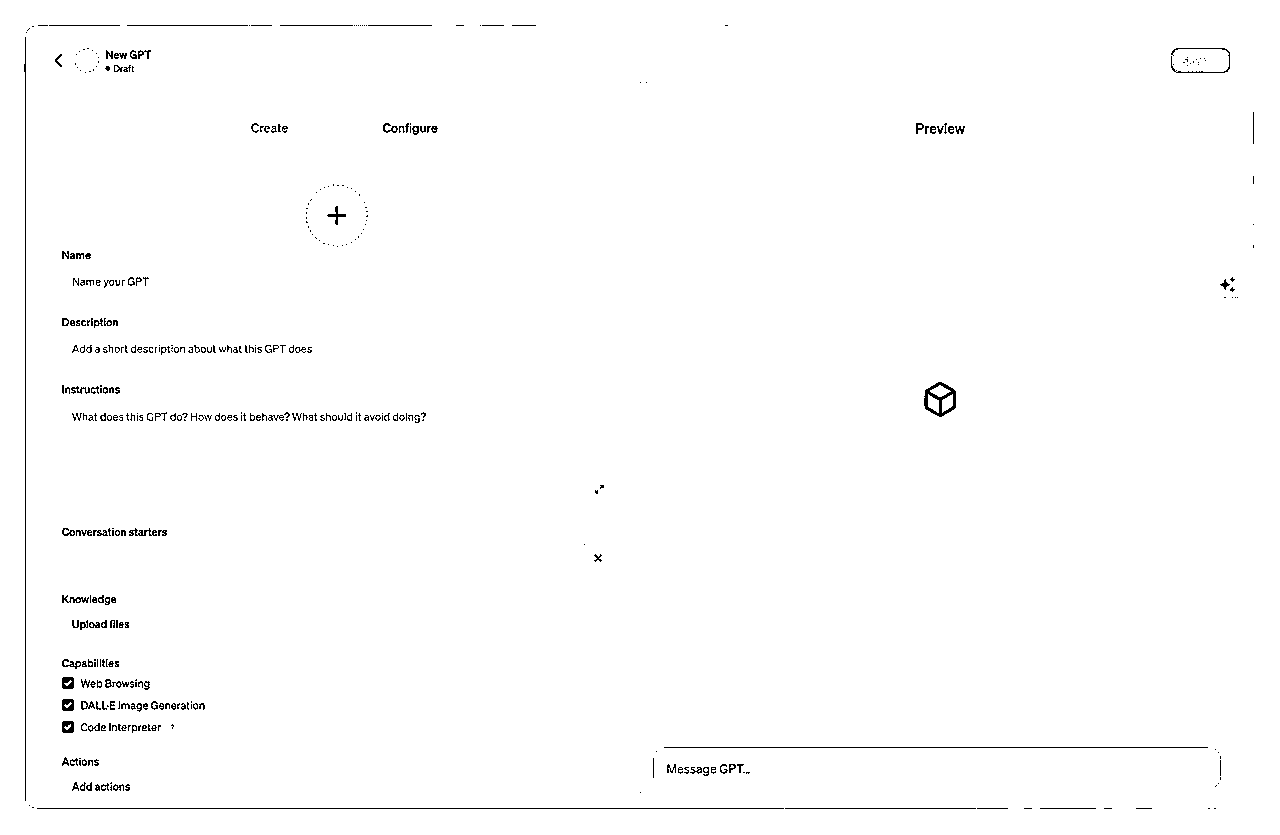 New GPT
• Draft
Create
Configure
Preview
Name
Name your GPT
Description
Add a short description about what this GPT does
Instructions
What does this GPT do? How does it behave? What should it avoid doing?
Conversation starters
Knowledge
Upload files
Capabilities
Web Browsing
DALL·E Image Generation
Code Interpreter ?
Actions
Add actions
Message GPT…